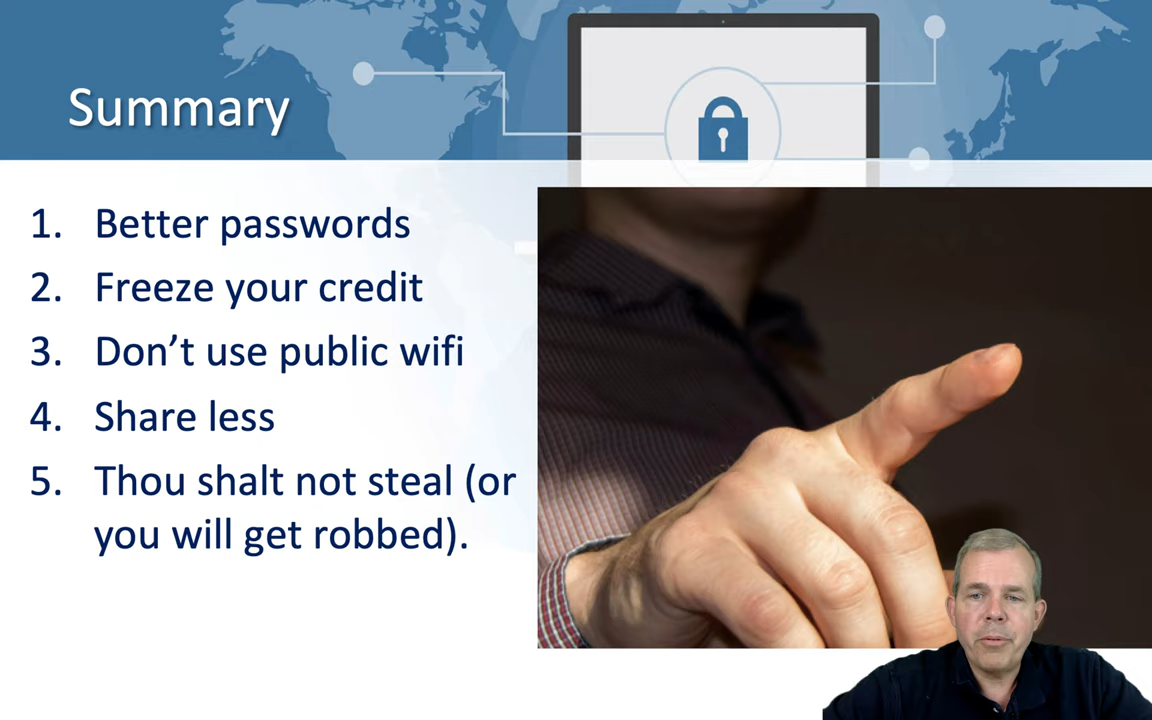 Summary
1. Better passwords
2. Freeze your credit
3. Don’t use public wifi
4. Share less
5. Thou shalt not steal (or
you will get robbed).